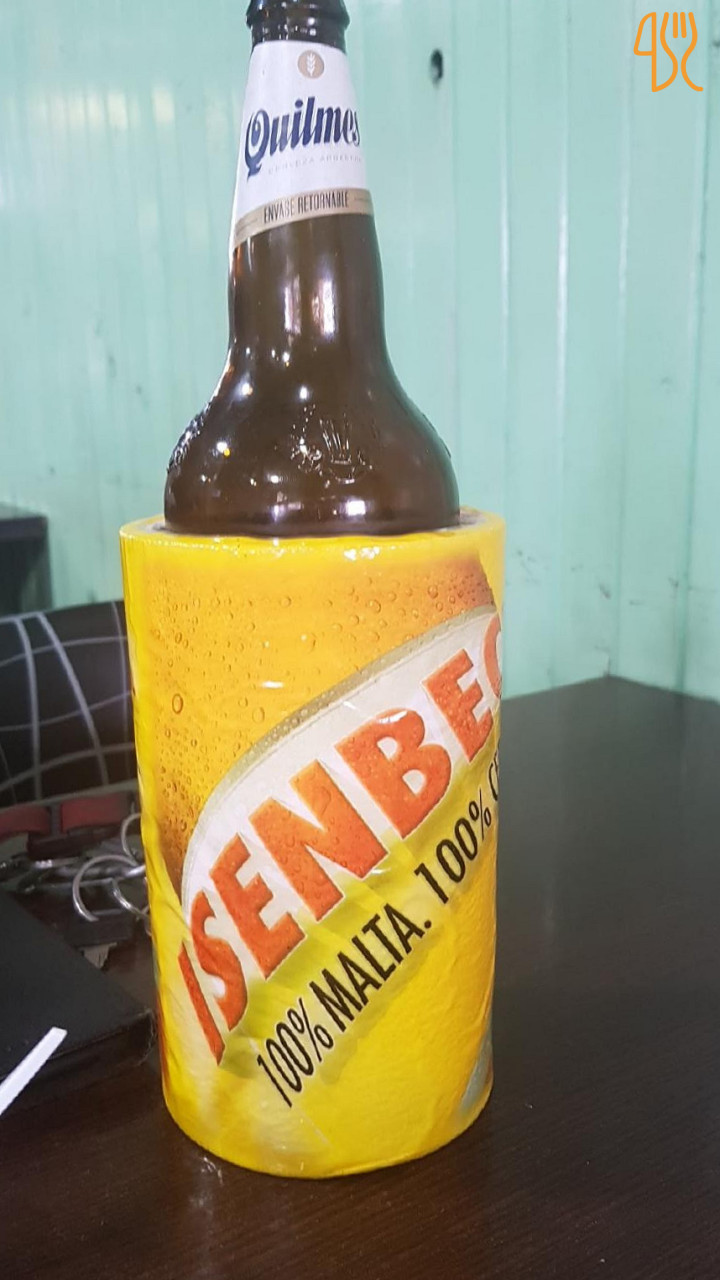 Quilmes
ENVASE RETORNABLE
ISENBEC
100% MALTA. 100%